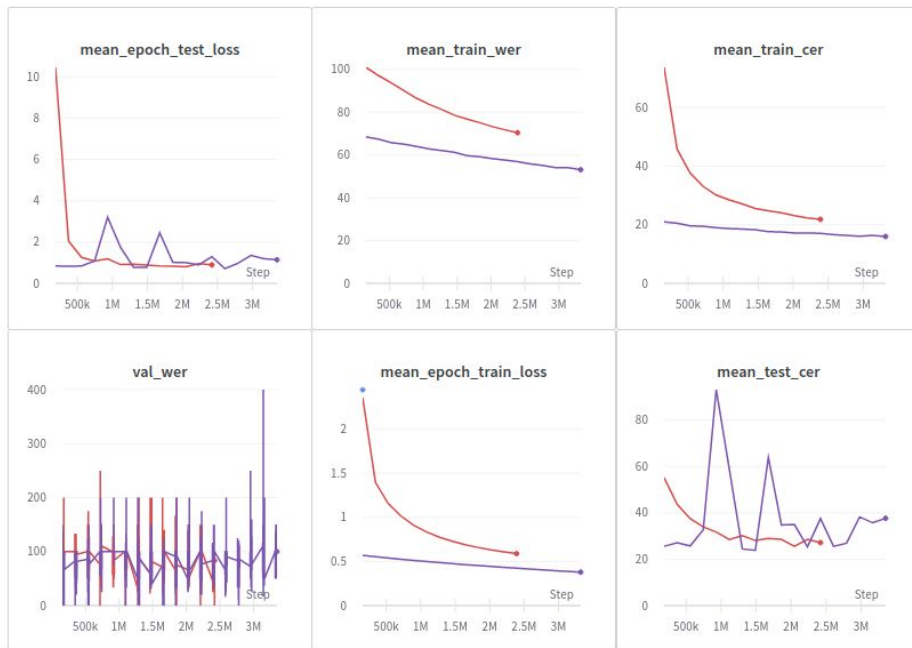 mean_epoch_test_loss
10
8
6
4
2
0
Step
500k 1M 1.5M 2M 2.5M 3M
mean_train_wer
100
80
60
40
20
0
Step
500k 1M 1.5M 2M 2.5M 3M
mean_train_cer
60
40
20
0
Step
500k 1M 1.5M 2M 2.5M 3M
val_wer
400
300
200
100
0
Step
500k 1M 1.5M 2M 2.5M 3M
mean_epoch_train_loss
2
1.5
1
0.5
0
Step
500k 1M 1.5M 2M 2.5M 3M
mean_test_cer
80
60
40
20
0
Step
500k 1M 1.5M 2M 2.5M 3M